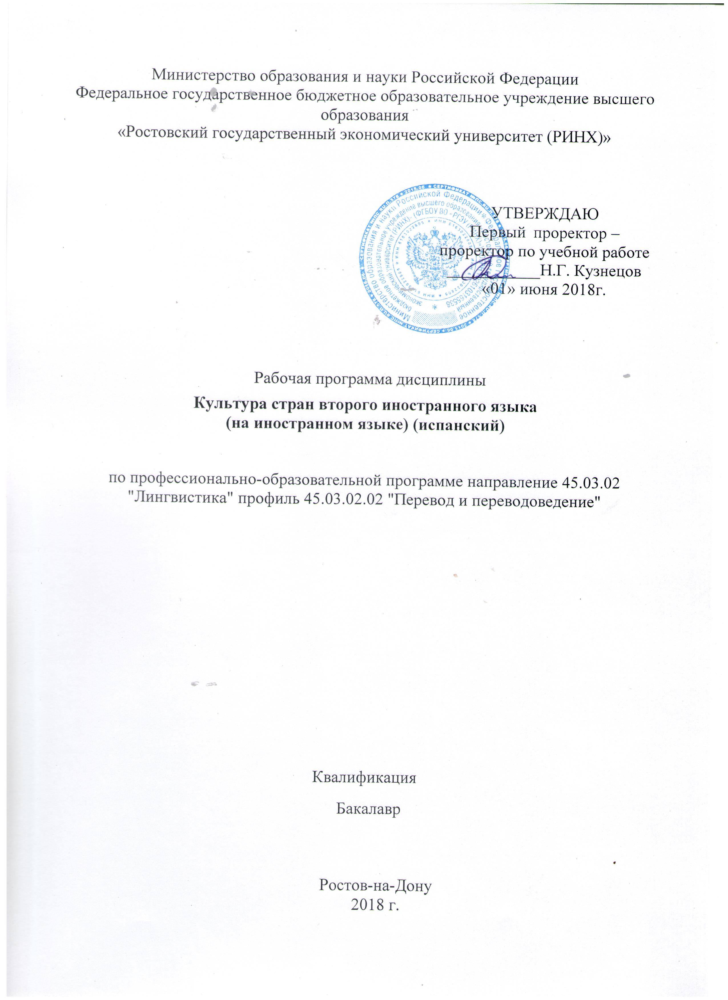 Министерство образования и науки Российской Федерации
Федеральное государственное бюджетное образовательное учреждение высшего
образования
«Ростовский государственный экономический университет (РИНХ)»
УТВЕРЖДАЮ
Первый проректор –
проректор по учебной работе
____________Н.Г. Кузнецов
«01» июня 2018г.
Рабочая программа дисциплины
Культура стран второго иностранного языка
(на иностранном языке) (испанский)
по профессионально-образовательной программе направление 45.03.02
"Лингвистика" профиль 45.03.02.02 "Перевод и переводоведение"
Квалификация
Бакалавр
Ростов-на-Дону
2018 г.